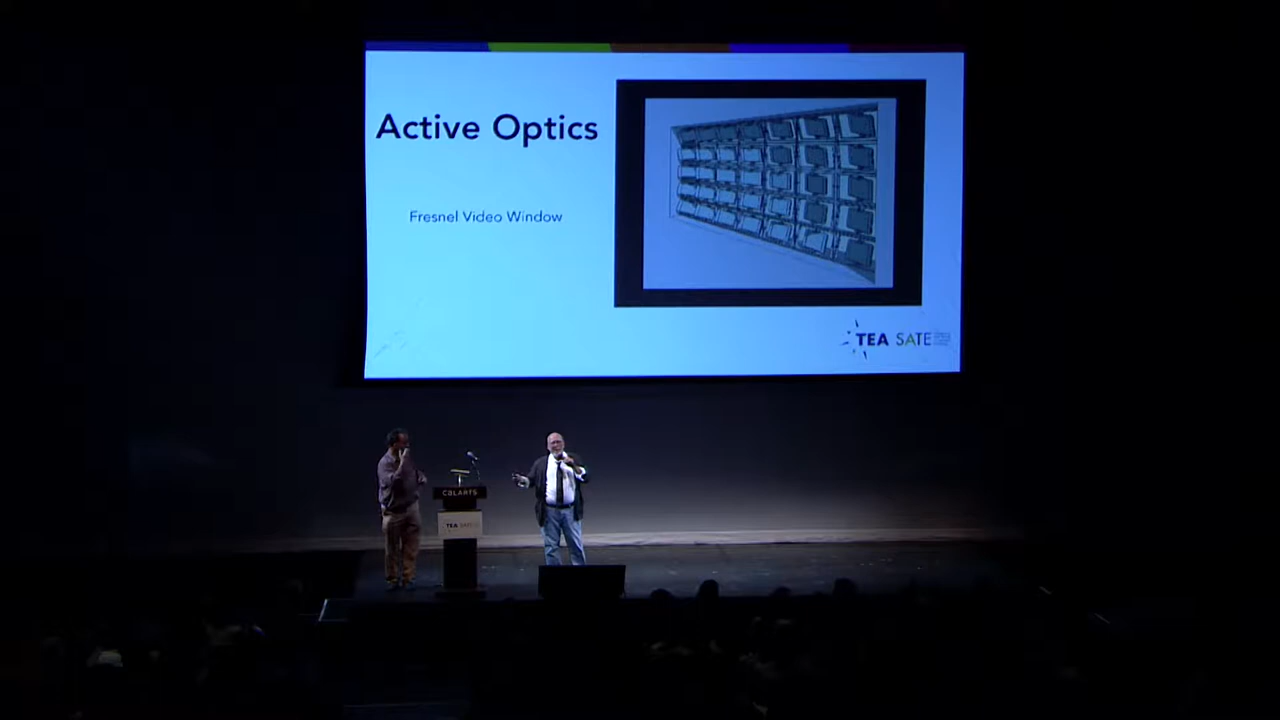 Active Optics
Fresnel Video Window
TEA SATE
CALARTS
TEA SATE